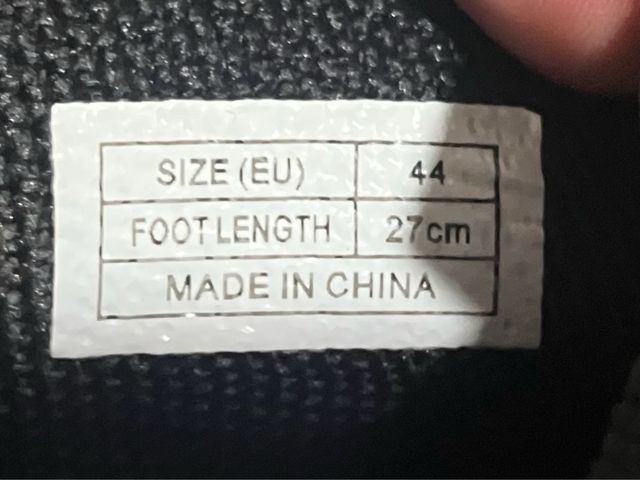 SIZE (EU) 44
FOOT LENGTH 27cm
MADE IN CHINA